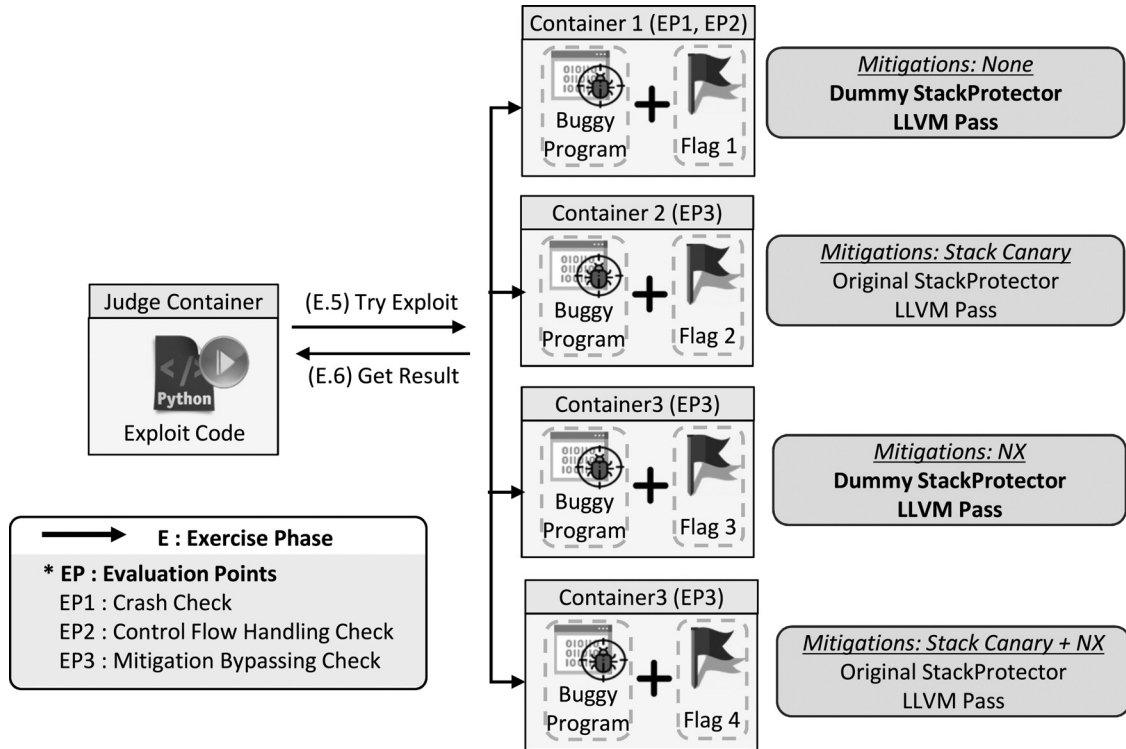 Container 1 (EP1, EP2)
Buggy
Program
Flag 1
Mitigations: None
Dummy StackProtector
LLVM Pass
Container 2 (EP3)
Buggy
Program
Flag 2
Mitigations: Stack Canary
Original StackProtector
LLVM Pass
Judge Container
</>
Python
Exploit Code
(E.5) Try Exploit
(E.6) Get Result
Container3 (EP3)
Buggy
Program
Flag 3
Mitigations: NX
Dummy StackProtector
LLVM Pass
Container3 (EP3)
Buggy
Program
Flag 4
Mitigations: Stack Canary + NX
Original StackProtector
LLVM Pass
E : Exercise Phase
* EP : Evaluation Points
EP1 : Crash Check
EP2 : Control Flow Handling Check
EP3 : Mitigation Bypassing Check